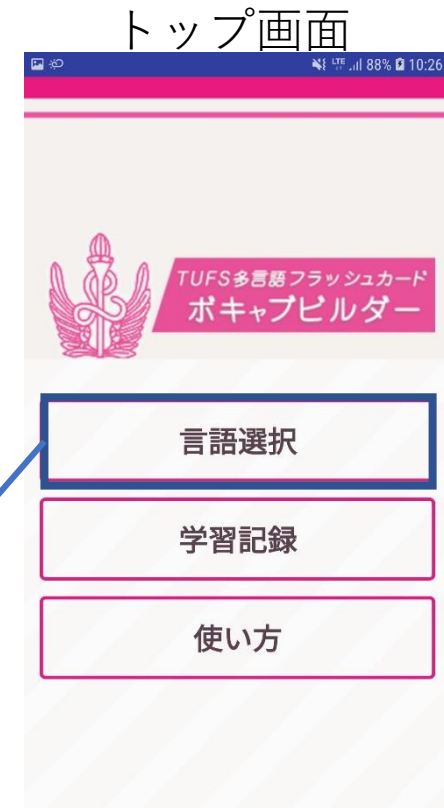 トップ画面
LTE 88% 10:26
TUFS多言語フラッシュカード
ボキャブビルダー
言語選択
学習記録
使い方